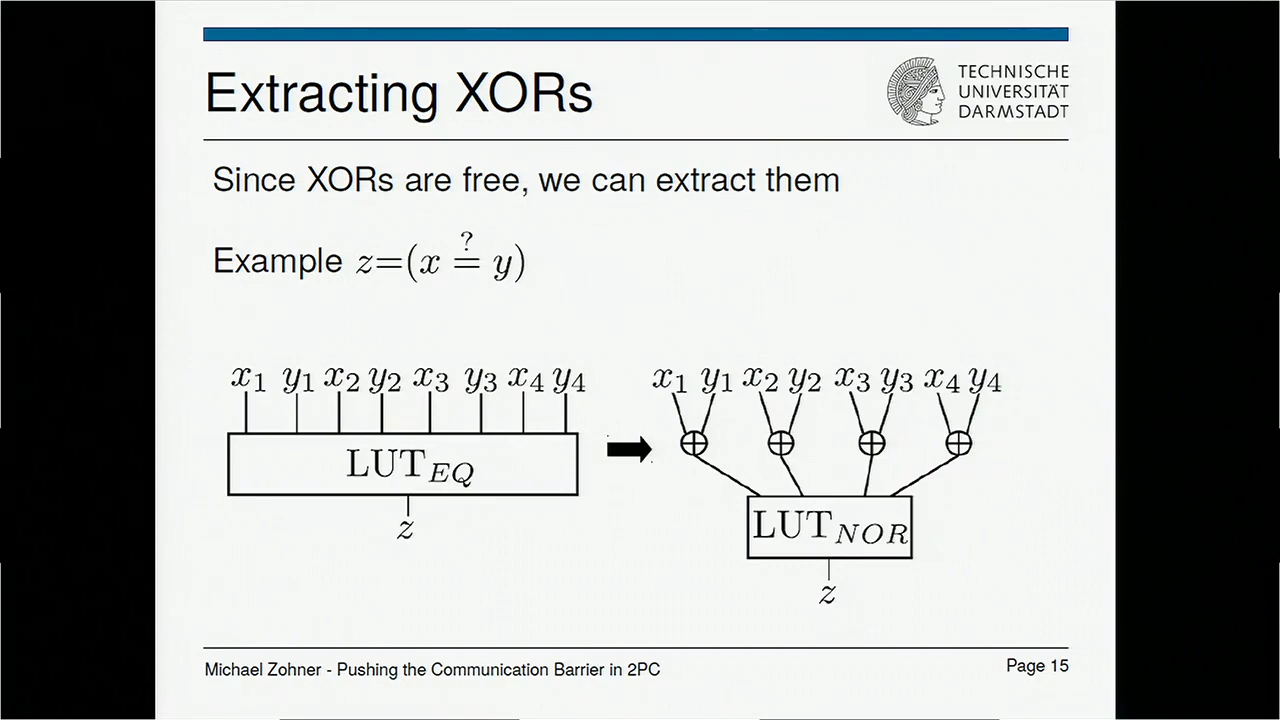 Extracting XORs
TECHNISCHE
UNIVERSITÄT
DARMSTADT
Since XORs are free, we can extract them
Example z=(x ≟ y)
x₁ y₁ x₂ y₂ x₃ y₃ x₄ y₄
LUT_EQ
z
x₁ y₁ x₂ y₂ x₃ y₃ x₄ y₄
LUT_NOR
z
Michael Zohner - Pushing the Communication Barrier in 2PC
Page 15